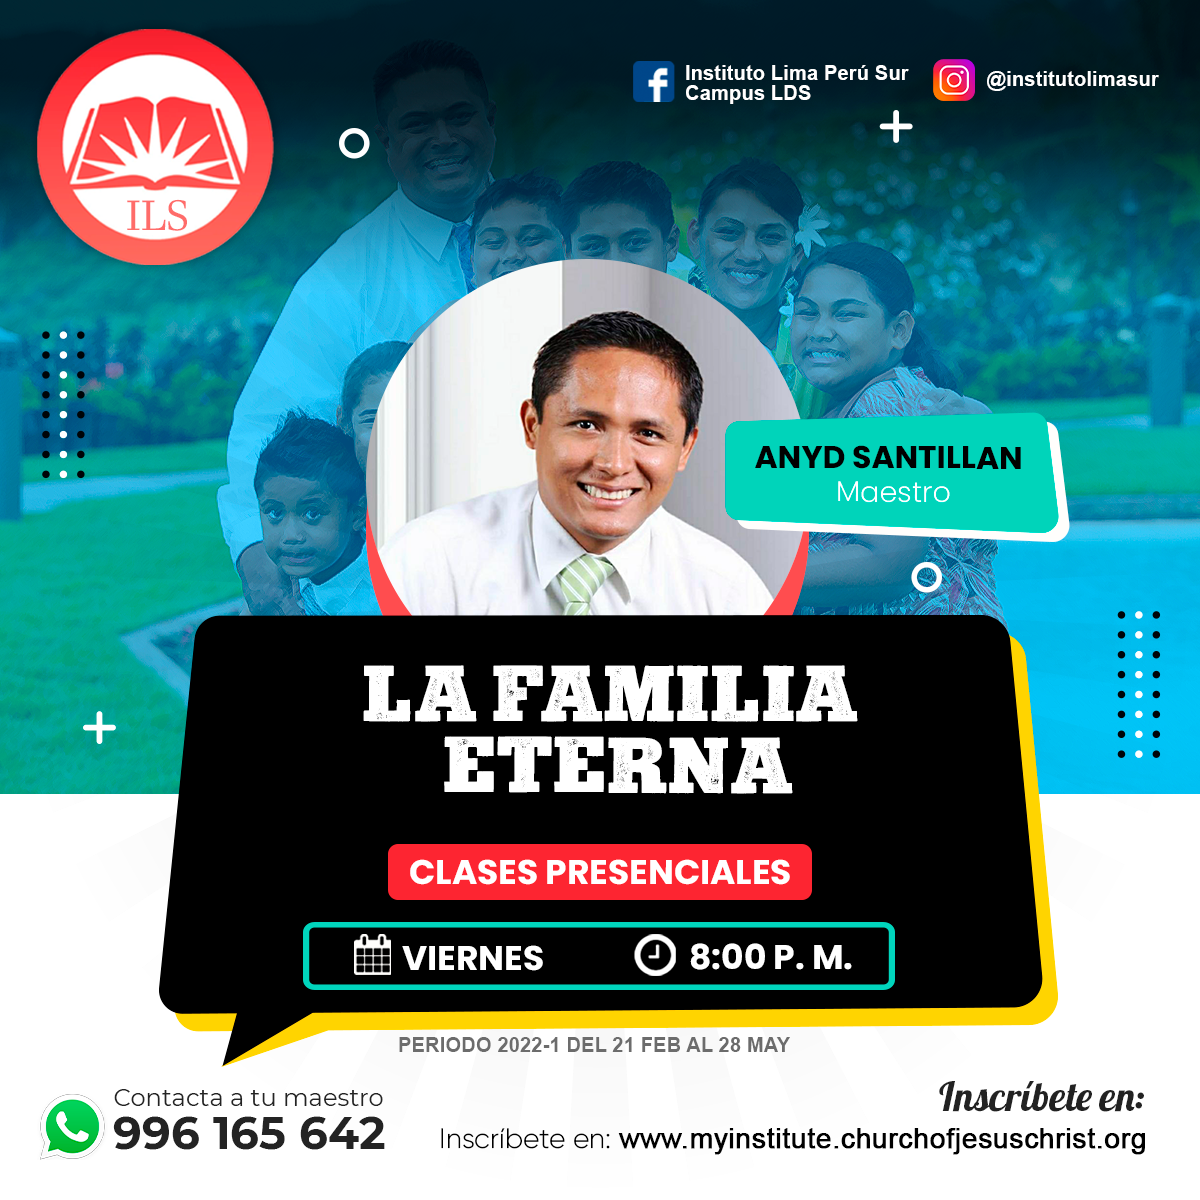 Instituto Lima Perú Sur
Campus LDS
@institutolimasur
ILS
ANYD SANTILLAN
Maestro
LA FAMILIA
ETERNA
CLASES PRESENCIALES
VIERNES
8:00 P. M.
PERIODO 2022-1 DEL 21 FEB AL 28 MAY
Contacta a tu maestro
996 165 642
Inscríbete en:
Inscríbete en: www.myinstitute.churchofjesuschrist.org